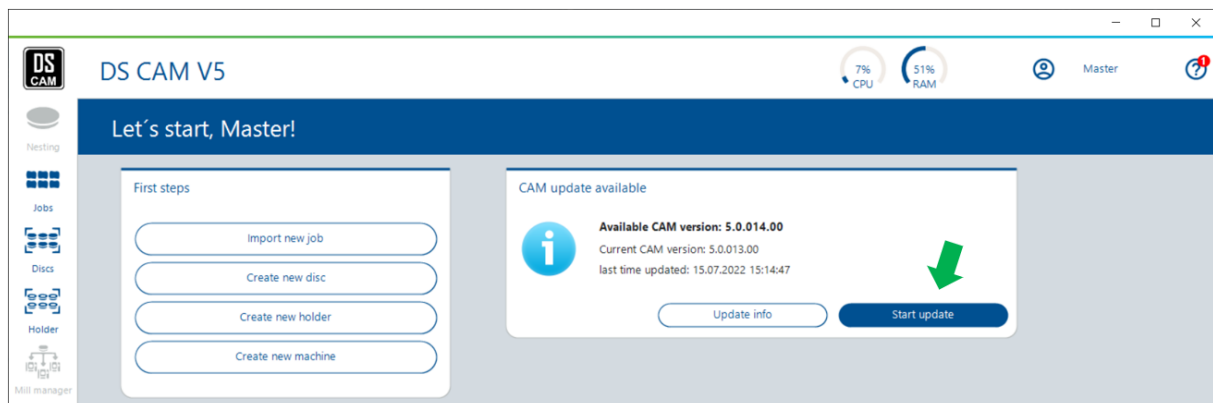 DS
CAM
DS CAM V5
7%
CPU
51%
RAM
Master
1
?
Let´s start, Master!
Nesting
Jobs
Discs
Holder
Mill manager
First steps
Import new job
Create new disc
Create new holder
Create new machine
CAM update available
i
Available CAM version: 5.0.014.00
Current CAM version: 5.0.013.00
last time updated: 15.07.2022 15:14:47
Update info
Start update